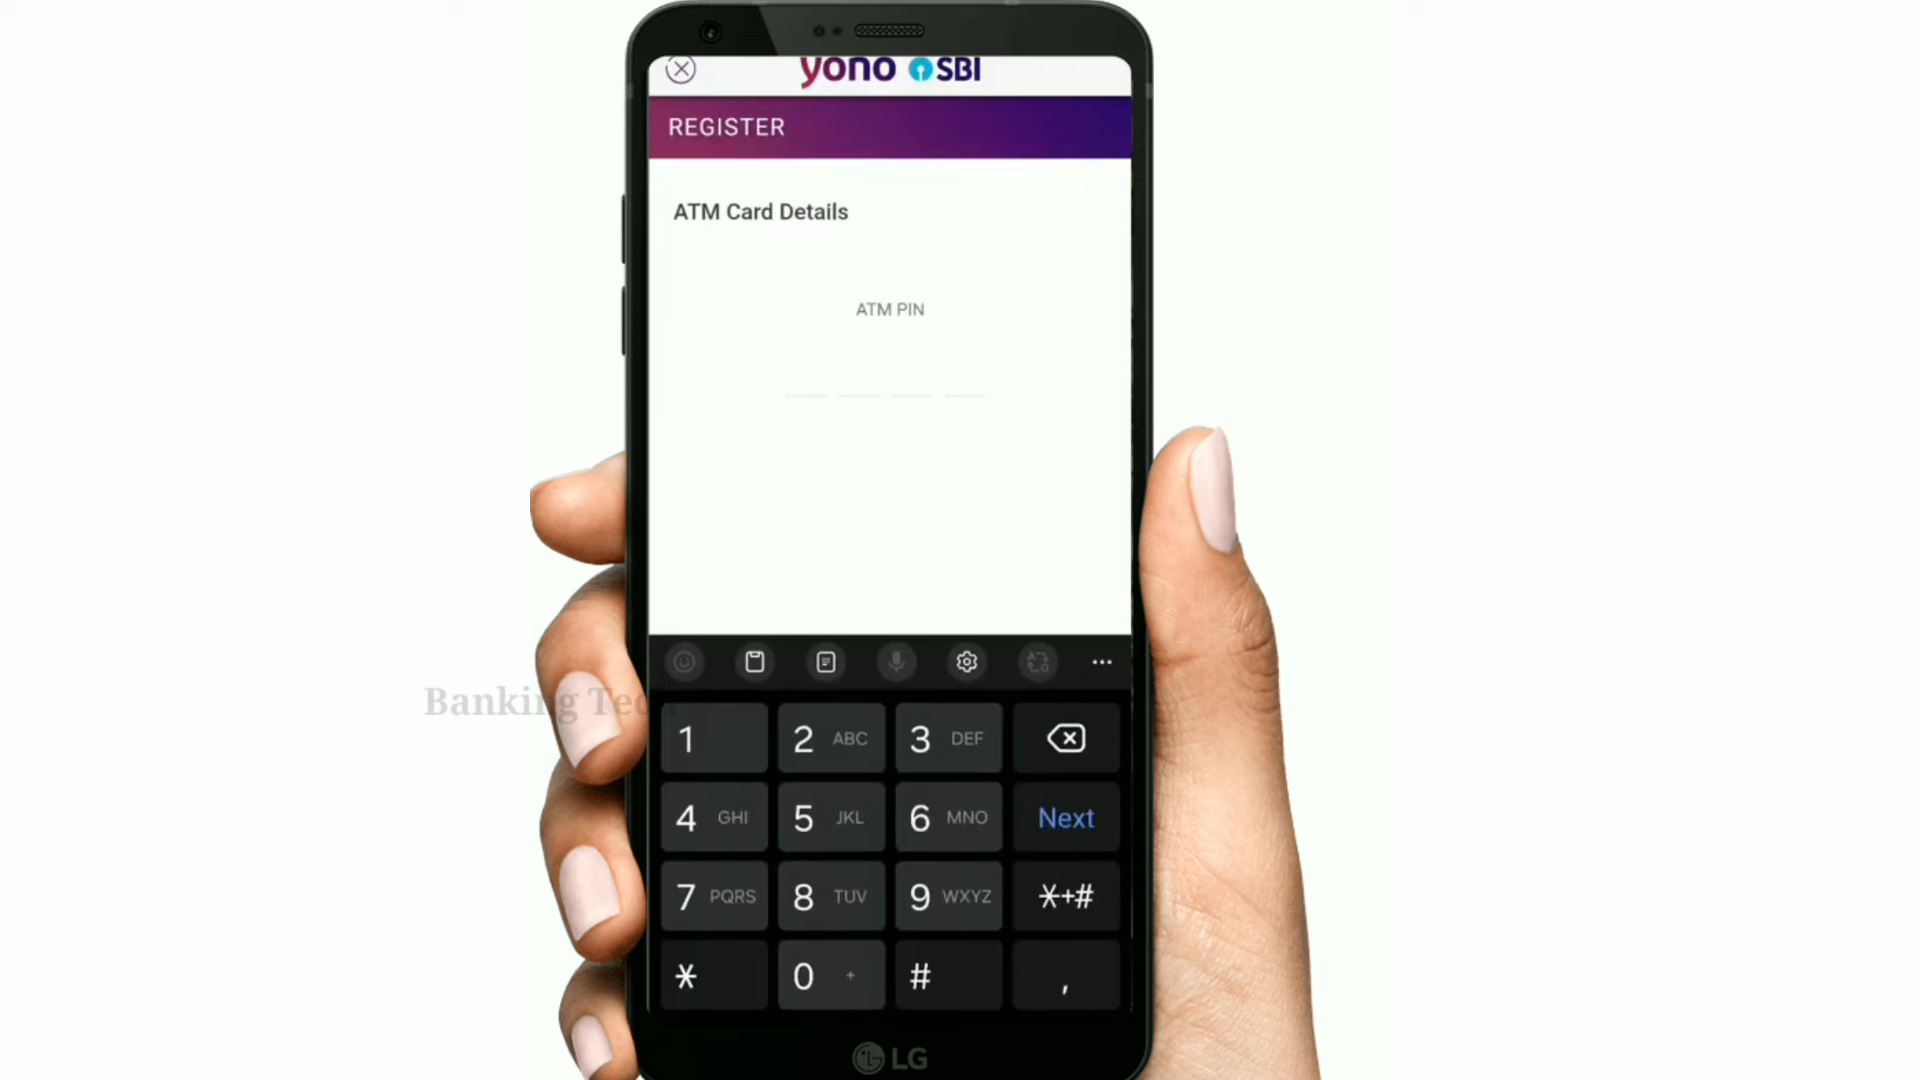 yono SBI
REGISTER
ATM Card Details
ATM PIN
Banking Tec
1
2 ABC
3 DEF
4 GHI
5 JKL
6 MNO
Next
7 PQRS
8 TUV
9 WXYZ
*+#
*
0 +
#
,
LG